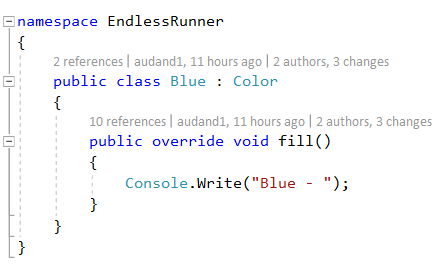 namespace EndlessRunner
{
2 references | audand1, 11 hours ago | 2 authors, 3 changes
public class Blue : Color
{
10 references | audand1, 11 hours ago | 2 authors, 3 changes
public override void fill()
{
Console.Write("Blue - ");
}
}
}